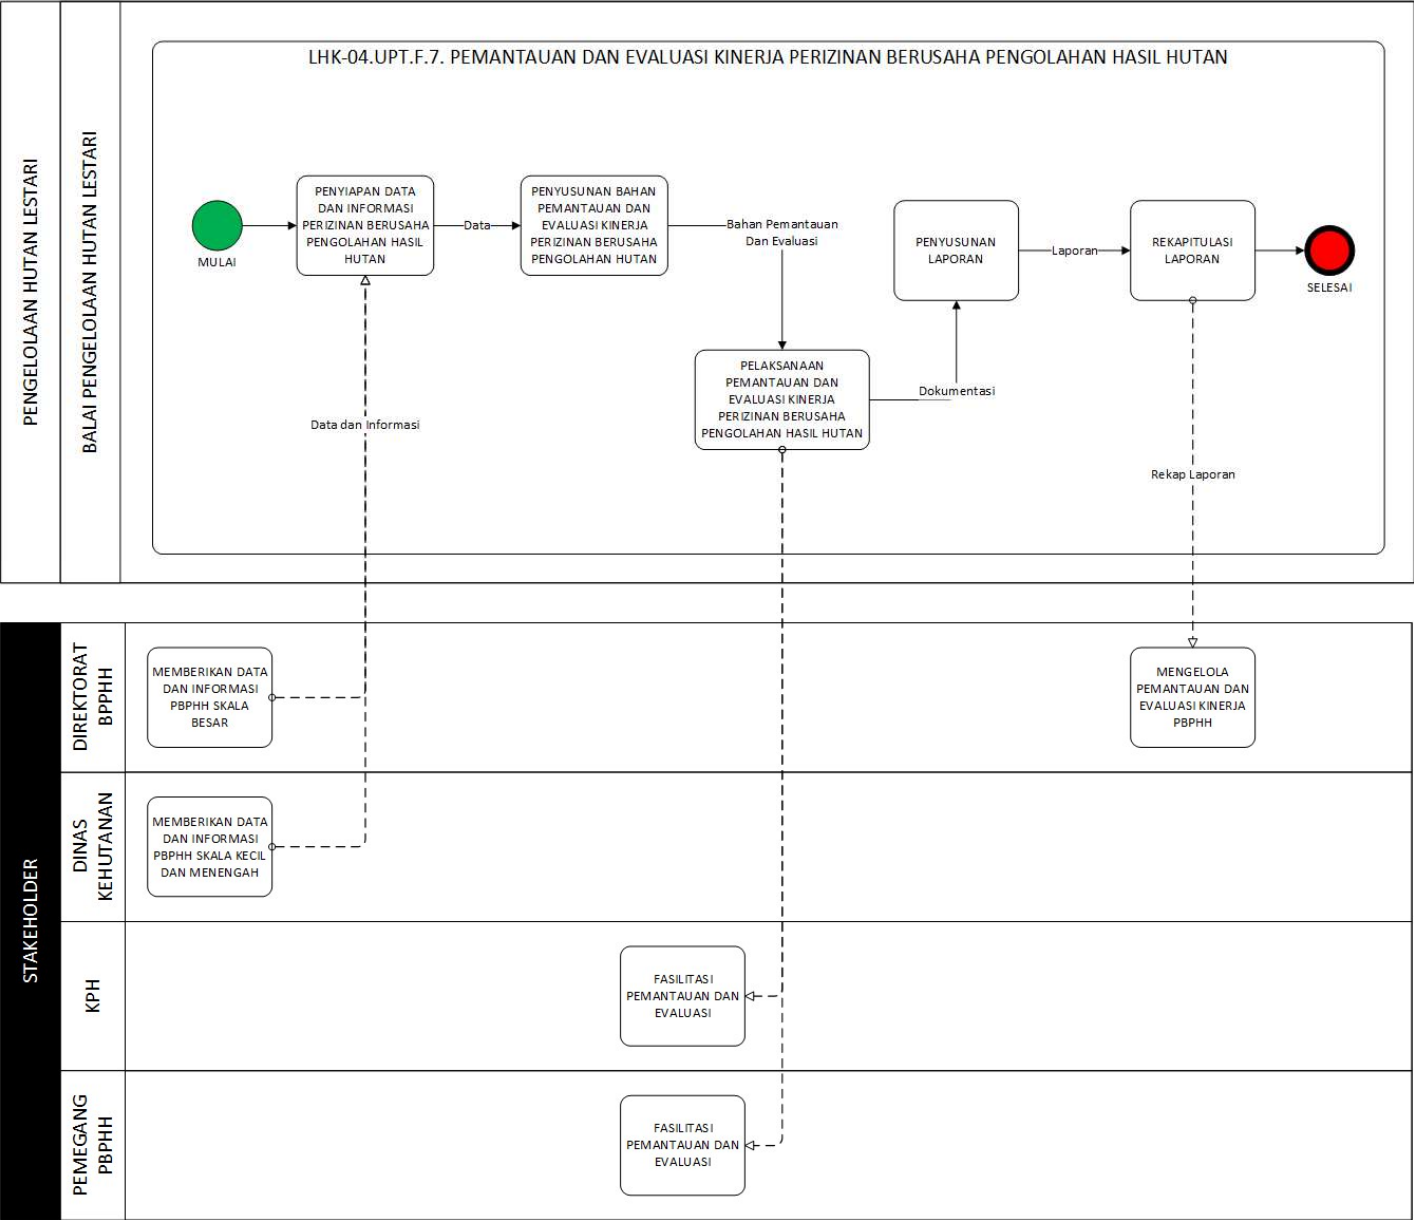 PENGELOLAAN HUTAN LESTARI
BALAI PENGELOLAAN HUTAN LESTARI
LHK-04.UPT.F.7. PEMANTAUAN DAN EVALUASI KINERJA PERIZINAN BERUSAHA PENGOLAHAN HASIL HUTAN
MULAI
PENYIAPAN DATA
DAN INFORMASI
PERIZINAN BERUSAHA
PENGOLAHAN HASIL
HUTAN
Data
PENYUSUNAN BAHAN
PEMANTAUAN DAN
EVALUASI KINERJA
PERIZINAN BERUSAHA
PENGOLAHAN HUTAN
Bahan Pemantauan
Dan Evaluasi
PELAKSANAAN
PEMANTAUAN DAN
EVALUASI KINERJA
PERIZINAN BERUSAHA
PENGOLAHAN HASIL HUTAN
Dokumentasi
PENYUSUNAN
LAPORAN
Laporan
REKAPITULASI
LAPORAN
SELESAI
Data dan Informasi
Rekap Laporan
STAKEHOLDER
DIREKTORAT
BPPHH
MEMBERIKAN DATA
DAN INFORMASI
PBPHH SKALA
BESAR
MENGELOLA
PEMANTAUAN DAN
EVALUASI KINERJA
PBPHH
DINAS
KEHUTANAN
MEMBERIKAN DATA
DAN INFORMASI
PBPHH SKALA KECIL
DAN MENENGAH
KPH
FASILITASI
PEMANTAUAN DAN
EVALUASI
PEMEGANG
PBPHH
FASILITASI
PEMANTAUAN DAN
EVALUASI